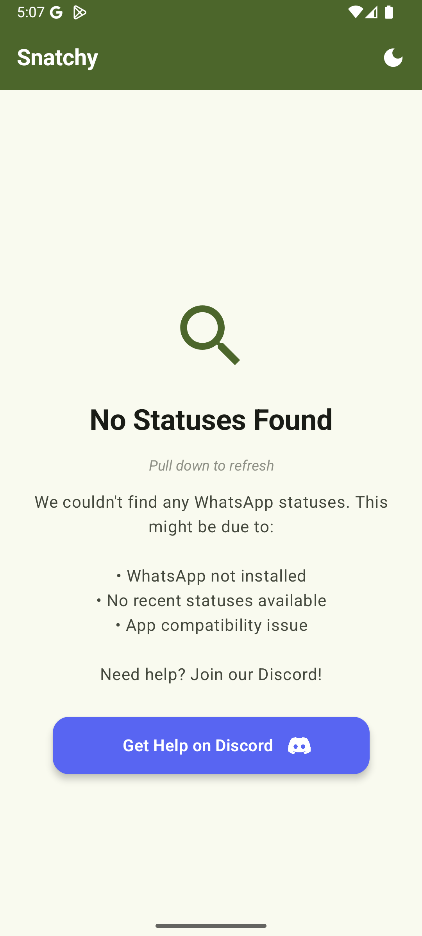 5:07
Snatchy
No Statuses Found
Pull down to refresh
We couldn't find any WhatsApp statuses. This
might be due to:
• WhatsApp not installed
• No recent statuses available
• App compatibility issue
Need help? Join our Discord!
Get Help on Discord